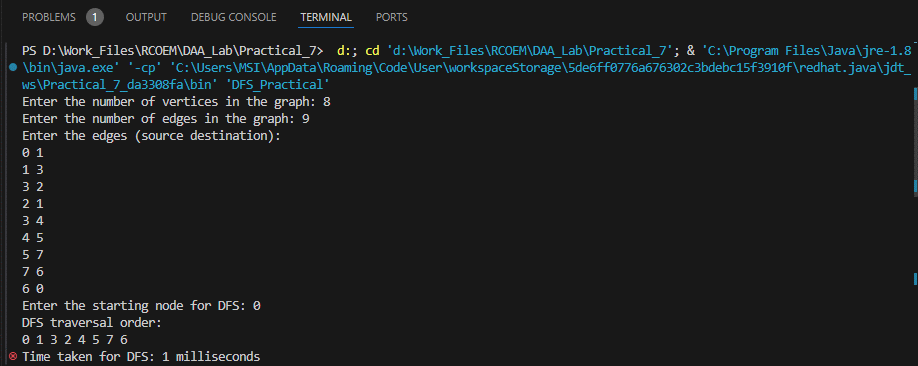 PROBLEMS 1 OUTPUT DEBUG CONSOLE TERMINAL PORTS
PS D:\Work_Files\RCOEM\DAA_Lab\Practical_7>  d:; cd 'd:\Work_Files\RCOEM\DAA_Lab\Practical_7'; & 'C:\Program Files\Java\jre-1.8
\bin\java.exe' '-cp' 'C:\Users\MSI\AppData\Roaming\Code\User\workspaceStorage\5de6ff0776a676302c3bdebc15f3910f\redhat.java\jdt_
ws\Practical_7_da3308fa\bin' 'DFS_Practical'
Enter the number of vertices in the graph: 8
Enter the number of edges in the graph: 9
Enter the edges (source destination):
0 1
1 3
3 2
2 1
3 4
4 5
5 7
7 6
6 0
Enter the starting node for DFS: 0
DFS traversal order:
0 1 3 2 4 5 7 6
Time taken for DFS: 1 milliseconds